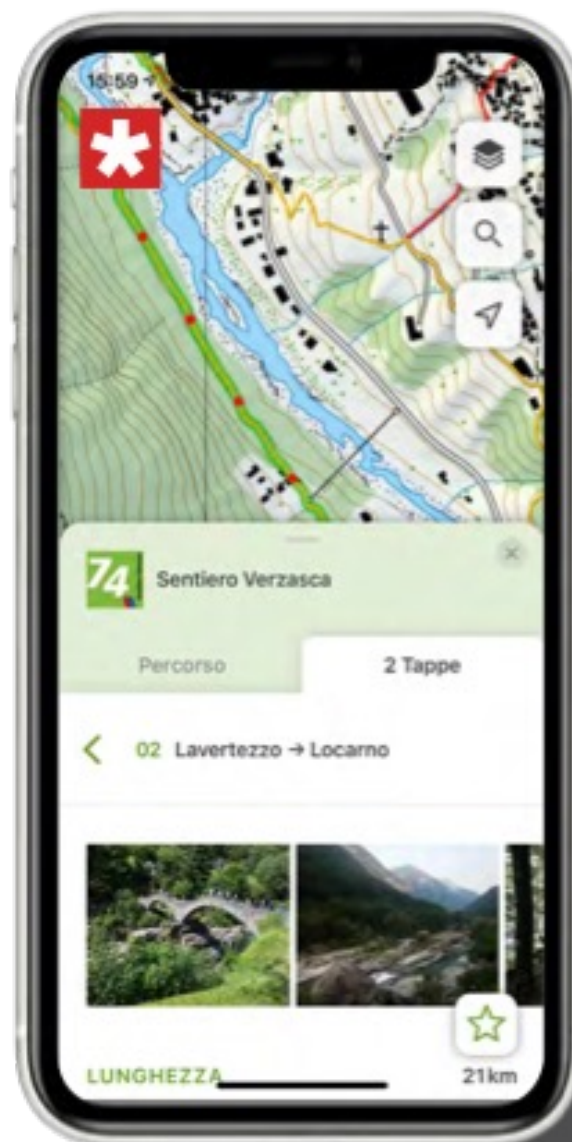 15:59
74
Sentiero Verzasca
Percorso
2 Tappe
02 Lavertezzo → Locarno
LUNGHEZZA
21km